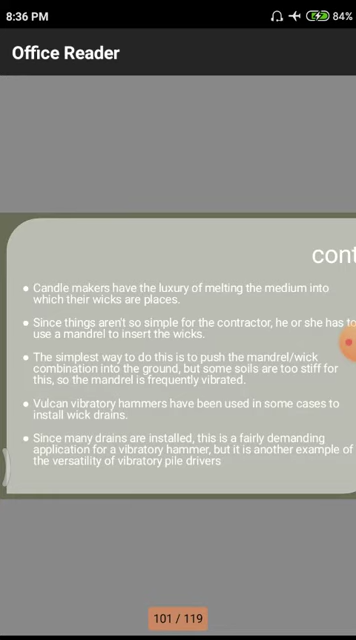 8:36 PM
84%
Office Reader
cont
● Candle makers have the luxury of melting the medium into
which their wicks are places.
● Since things aren't so simple for the contractor, he or she has to
use a mandrel to insert the wicks.
● The simplest way to do this is to push the mandrel/wick
combination into the ground, but some soils are too stiff for
this, so the mandrel is frequently vibrated.
● Vulcan vibratory hammers have been used in some cases to
install wick drains.
● Since many drains are installed, this is a fairly demanding
application for a vibratory hammer, but it is another example of
the versatility of vibratory pile drivers
101 / 119